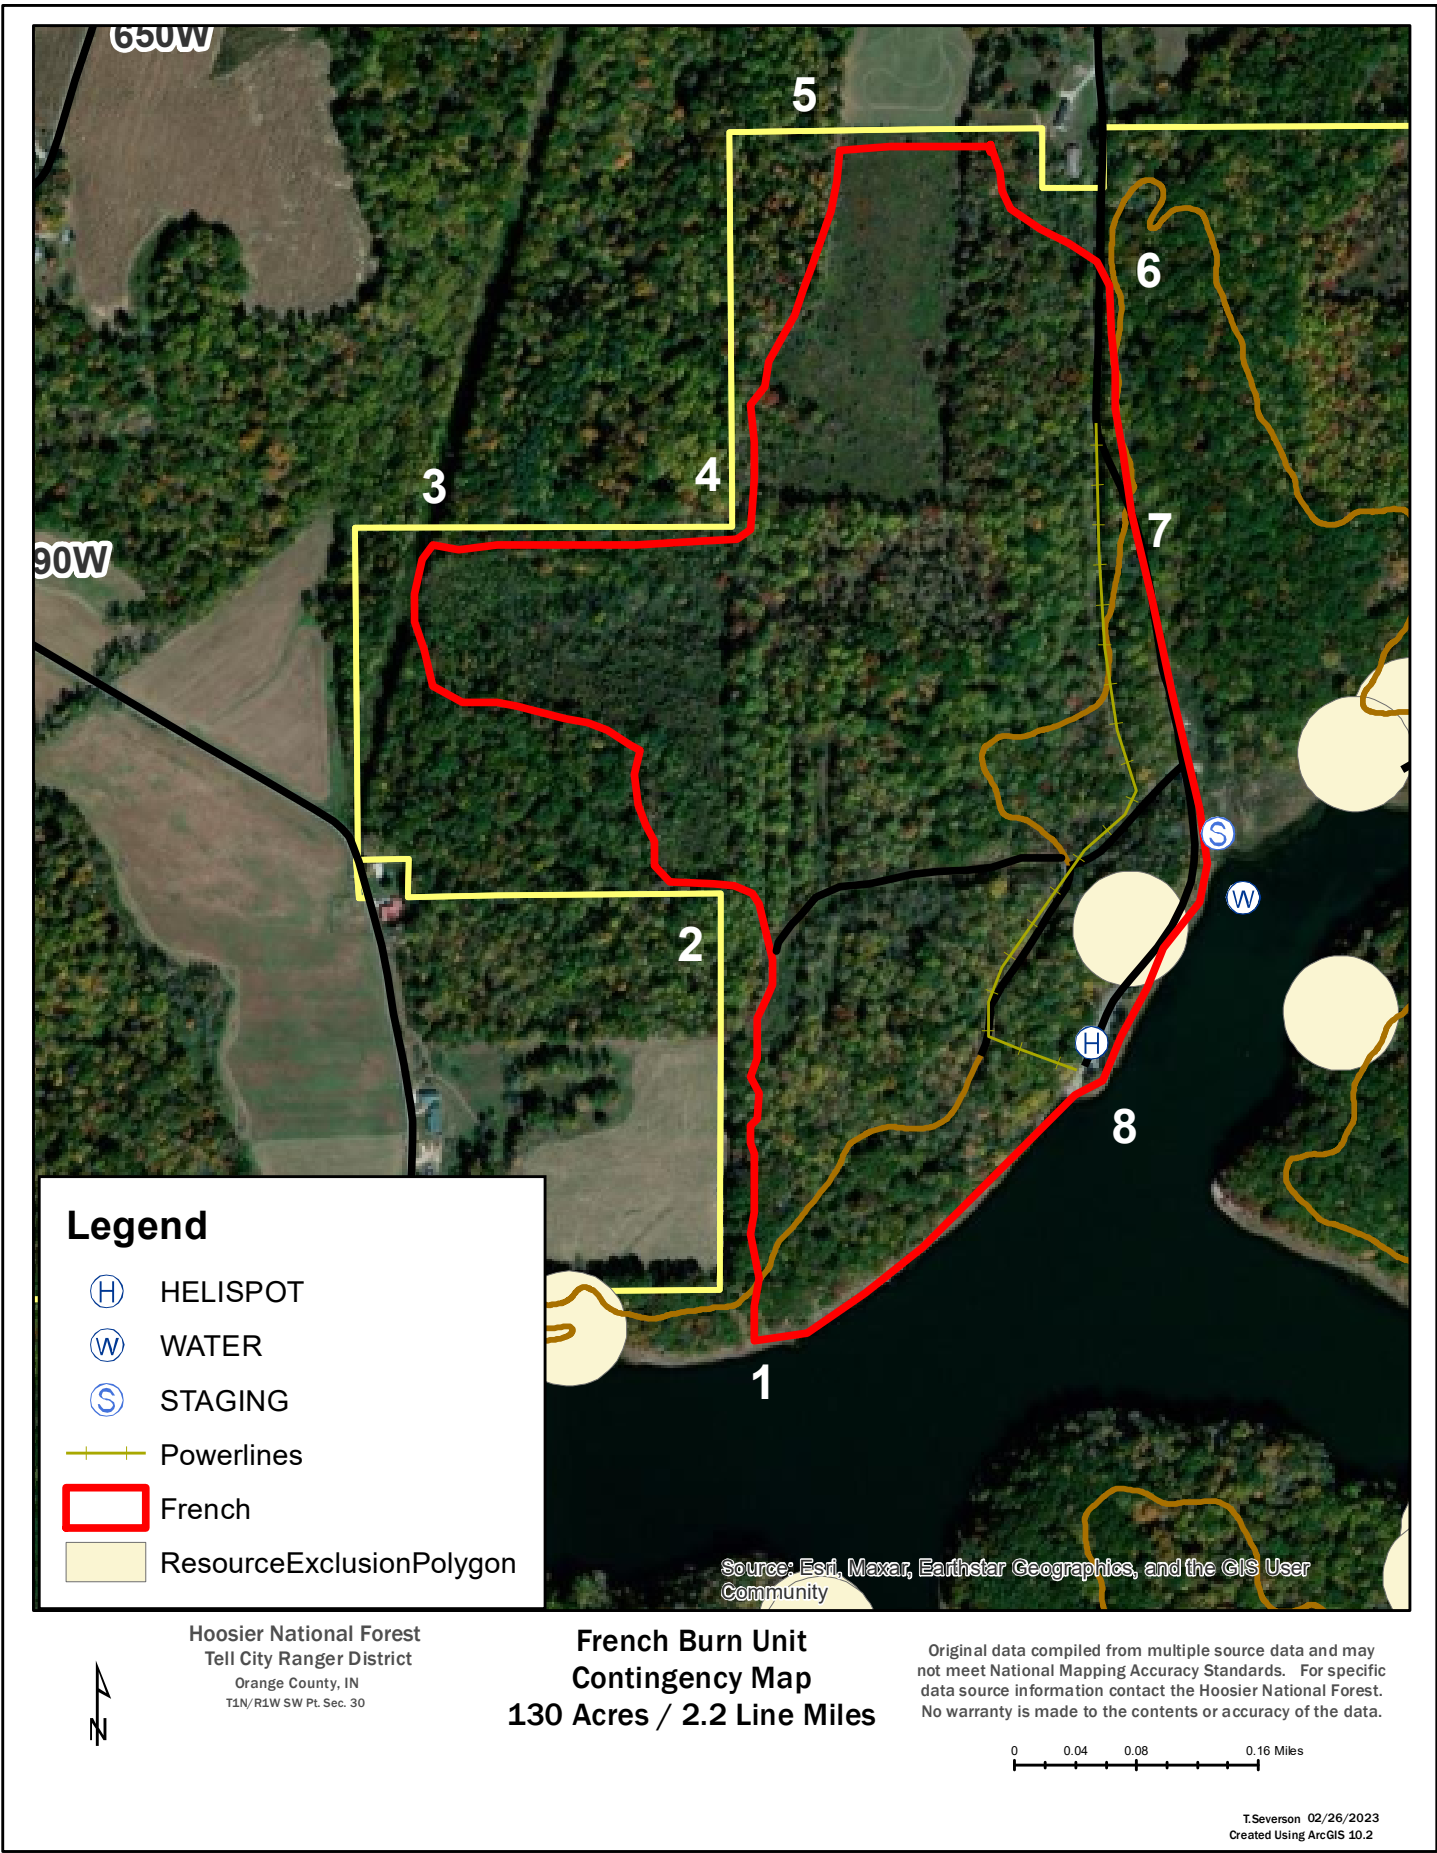 650W
5
6
4
3
7
90W
S
W
2
H
8
1
Legend
H HELISPOT
W WATER
S STAGING
Powerlines
French
ResourceExclusionPolygon
Source: Esri, Maxar, Earthstar Geographics, and the GIS User
Community
Hoosier National Forest
Tell City Ranger District
Orange County, IN
T1N/R1W SW Pt. Sec. 30
N
French Burn Unit
Contingency Map
130 Acres / 2.2 Line Miles
Original data compiled from multiple source data and may
not meet National Mapping Accuracy Standards. For specific
data source information contact the Hoosier National Forest.
No warranty is made to the contents or accuracy of the data.
0 0.04 0.08 0.16 Miles
T.Severson 02/26/2023
Created Using ArcGIS 10.2